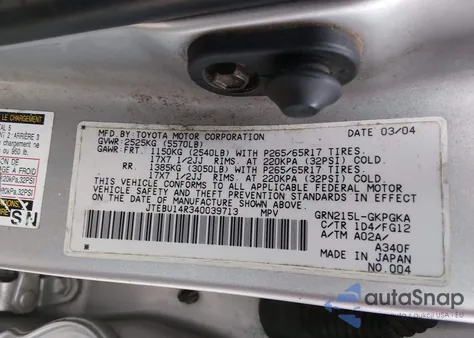 LE CHARGEMENT
MFD. BY: TOYOTA MOTOR CORPORATION DATE 03/04
GVWR: 2525KG (5570LB)
GAWR: FRT. 1150KG (2540LB) WITH P265/65R17 TIRES.
17X7 1/2JJ RIMS. AT 220KPA (32PSI) COLD.
RR. 1385KG (3050LB) WITH P265/65R17 TIRES.
17X7 1/2JJ RIMS. AT 220KPA (32PSI) COLD.
THIS VEHICLE CONFORMS TO ALL APPLICABLE FEDERAL MOTOR
VEHICLE SAFETY STANDARDS IN EFFECT ON THE DATE OF
MANUFACTURE SHOWN ABOVE.
JTEBU14R340039713 MPV
GRN215L-GKPGKA
C/TR 1D4/FG12
A/TM A02A/
A340F
MADE IN JAPAN
NO.004
autoSnap